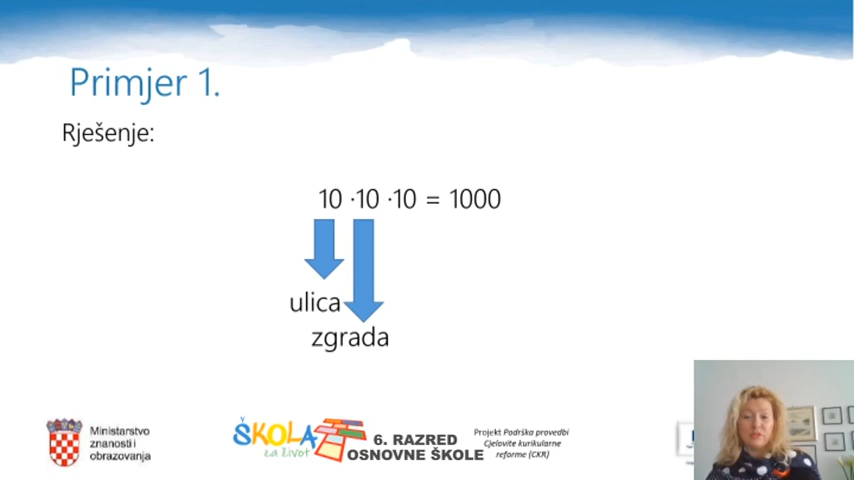 Primjer 1.
Rješenje:
10 ·10 ·10 = 1000
ulica
zgrada
Ministarstvo
znanosti i
obrazovanja
ŠKOLA
za život
6. RAZRED
OSNOVNE ŠKOLE
Projekt Podrška provedbi
Cjelovite kurikularne
reforme (CKR)